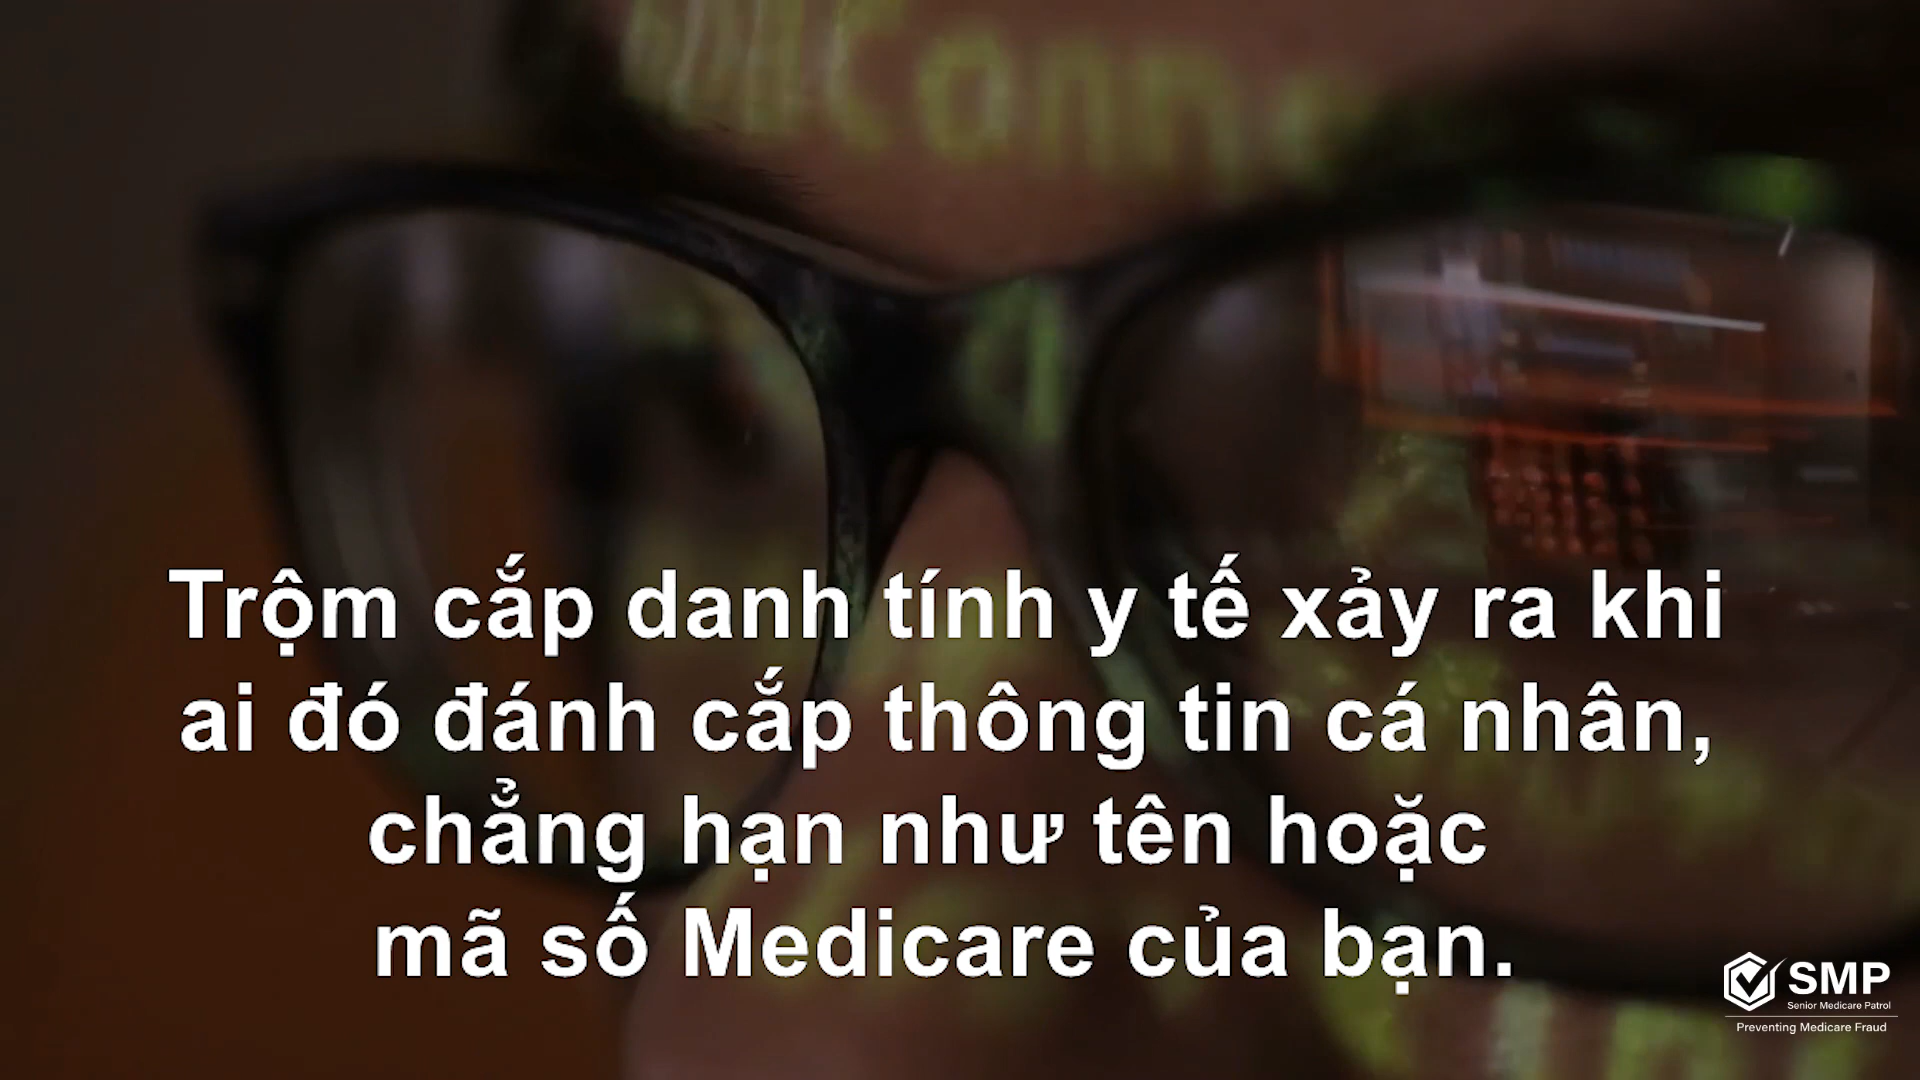 Trộm cắp danh tính y tế xảy ra khi
ai đó đánh cắp thông tin cá nhân,
chẳng hạn như tên hoặc
mã số Medicare của bạn.
SMP
Senior Medicare Patrol
Preventing Medicare Fraud